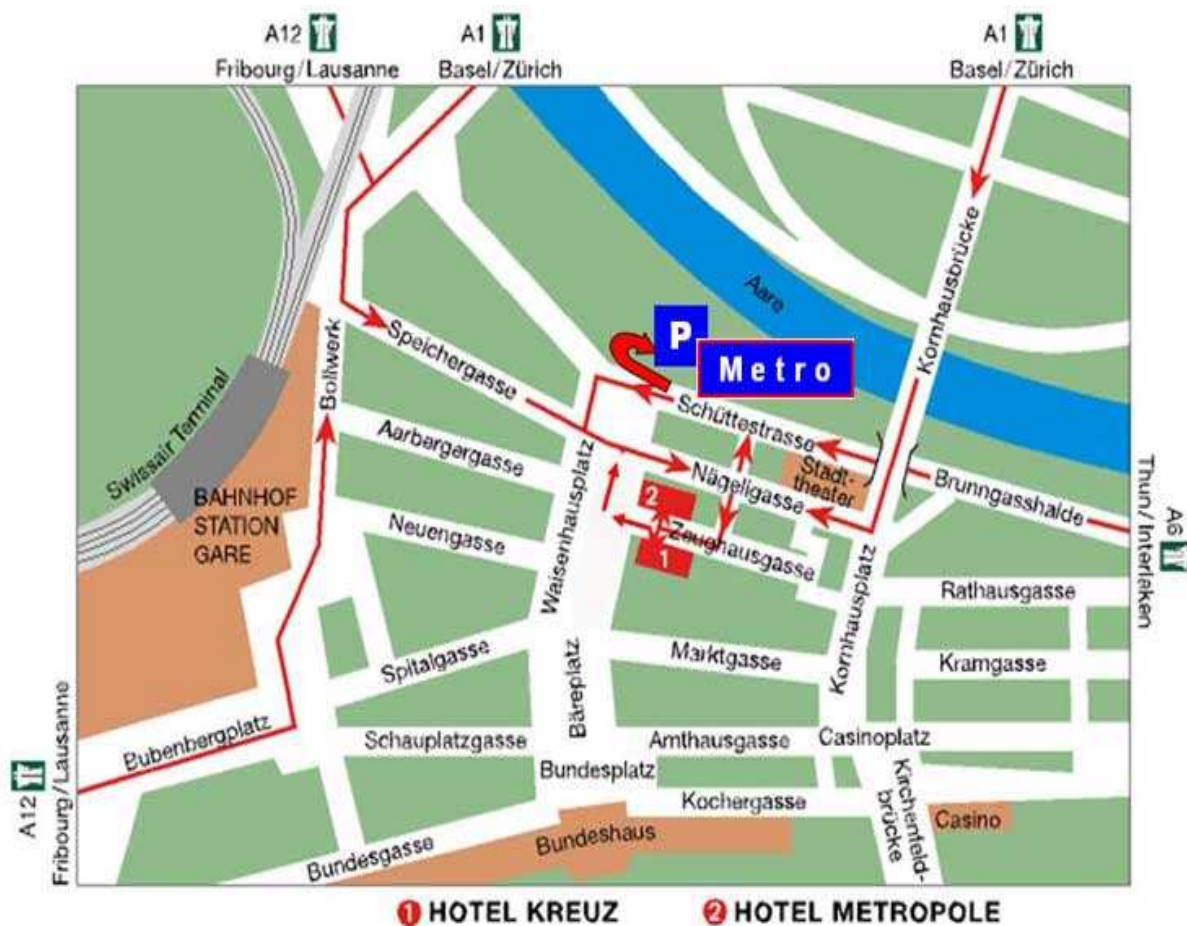 A12
Fribourg/Lausanne
A1
Basel/Zürich
A1
Basel/Zürich
Aare
Kornhausbrücke
P
Metro
Speichergasse
Bollwerk
Schüttestrasse
Swissair Terminal
Aarbergergasse
Stadt-
theater
Nägeligasse
Brunngasshalde
Thun/Interlaken
A6
BAHNHOF
STATION
GARE
Neuengasse
Waisenhausplatz
2
1
Zeughausgasse
Rathausgasse
Kornhausplatz
Spitalgasse
Marktgasse
Kramgasse
Bäreplatz
Bubenbergplatz
Schauplatzgasse
Amthausgasse
Casinoplatz
Bundesplatz
Kochergasse
Kirchenfeld-
brücke
Casino
A12
Fribourg/Lausanne
Bundeshaus
Bundesgasse
1 HOTEL KREUZ
2 HOTEL METROPOLE